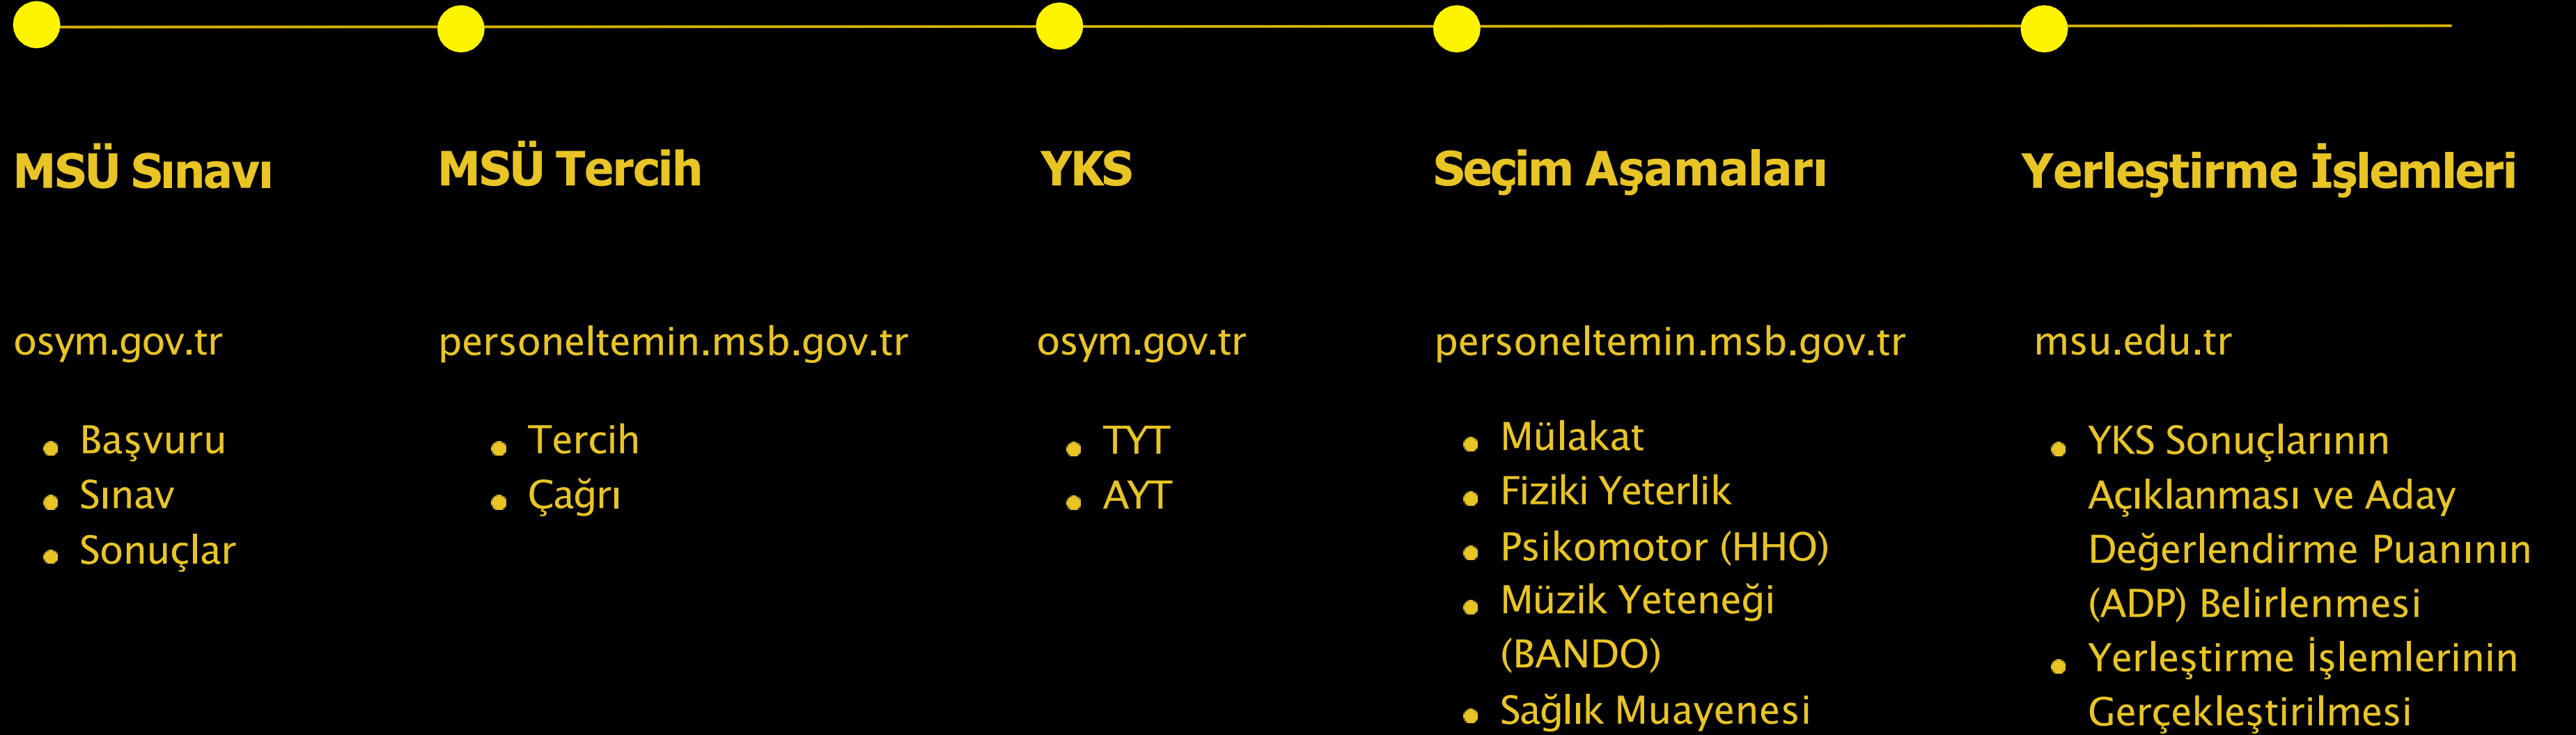 MSÜ Sınavı
osym.gov.tr
Başvuru
Sınav
Sonuçlar
MSÜ Tercih
personeltemin.msb.gov.tr
Tercih
Çağrı
YKS
osym.gov.tr
TYT
AYT
Seçim Aşamaları
personeltemin.msb.gov.tr
Mülakat
Fiziki Yeterlik
Psikomotor (HHO)
Müzik Yeteneği
(BANDO)
Sağlık Muayenesi
Yerleştirme İşlemleri
msu.edu.tr
YKS Sonuçlarının
Açıklanması ve Aday
Değerlendirme Puanının
(ADP) Belirlenmesi
Yerleştirme İşlemlerinin
Gerçekleştirilmesi